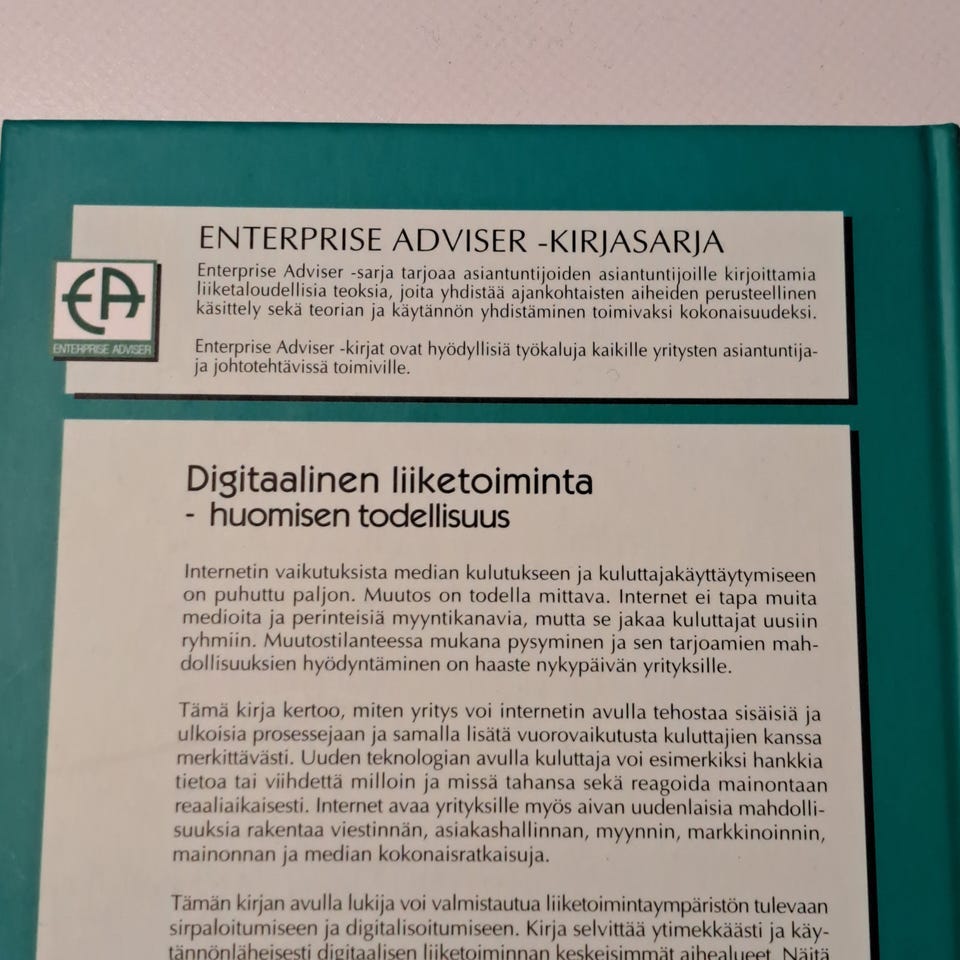 ENTERPRISE ADVISER -KIRJASARJA
Enterprise Adviser -sarja tarjoaa asiantuntijoiden asiantuntijoille kirjoittamia
liiketaloudellisia teoksia, joita yhdistää ajankohtaisten aiheiden perusteellinen
käsittely sekä teorian ja käytännön yhdistäminen toimivaksi kokonaisuudeksi.
Enterprise Adviser -kirjat ovat hyödyllisiä työkaluja kaikille yritysten asiantuntija-
ja johtotehtävissä toimiville.
EA
ENTERPRISE ADVISER
Digitaalinen liiketoiminta
- huomisen todellisuus
Internetin vaikutuksista median kulutukseen ja kuluttajakäyttäytymiseen
on puhuttu paljon. Muutos on todella mittava. Internet ei tapa muita
medioita ja perinteisiä myyntikanavia, mutta se jakaa kuluttajat uusiin
ryhmiin. Muutostilanteessa mukana pysyminen ja sen tarjoamien mah-
dollisuuksien hyödyntäminen on haaste nykypäivän yrityksille.
Tämä kirja kertoo, miten yritys voi internetin avulla tehostaa sisäisiä ja
ulkoisia prosessejaan ja samalla lisätä vuorovaikutusta kuluttajien kanssa
merkittävästi. Uuden teknologian avulla kuluttaja voi esimerkiksi hankkia
tietoa tai viihdettä milloin ja missä tahansa sekä reagoida mainontaan
reaaliaikaisesti. Internet avaa yrityksille myös aivan uudenlaisia mahdolli-
suuksia rakentaa viestinnän, asiakashallinnan, myynnin, markkinoinnin,
mainonnan ja median kokonaisratkaisuja.
Tämän kirjan avulla lukija voi valmistautua liiketoimintaympäristön tulevaan
sirpaloitumiseen ja digitalisoitumiseen. Kirja selvittää ytimekkäästi ja käy-
tännönläheisesti digitaalisen liiketoiminnan keskeisimmät aihealueet. Näitä